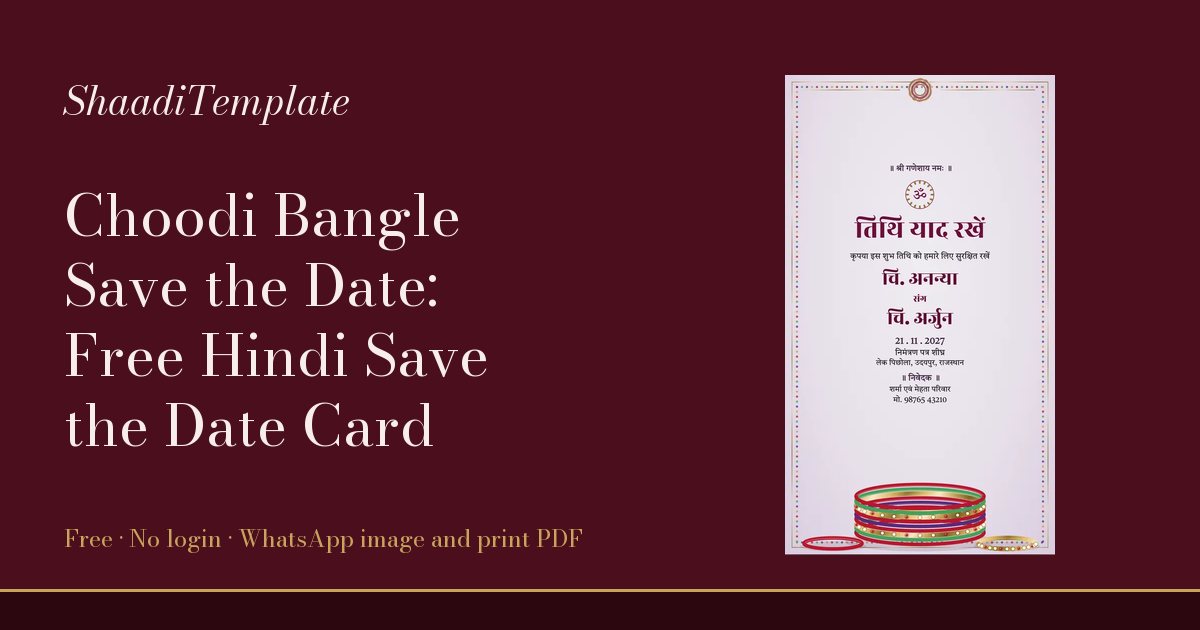 ShaadiTemplate
Choodi Bangle
Save the Date:
Free Hindi Save
the Date Card
Free · No login · WhatsApp image and print PDF
॥ श्री गणेशाय नमः ॥
ॐ
तिथि याद रखें
कृपया इस शुभ तिथि को हमारे लिए सुरक्षित रखें
चि. अनन्या
संग
चि. अर्जुन
21 . 11 . 2027
निमंत्रण पत्र शीघ्र
लेक पिछोला, उदयपुर, राजस्थान
॥ निवेदक ॥
शर्मा एवं मेहता परिवार
मो. 98765 43210